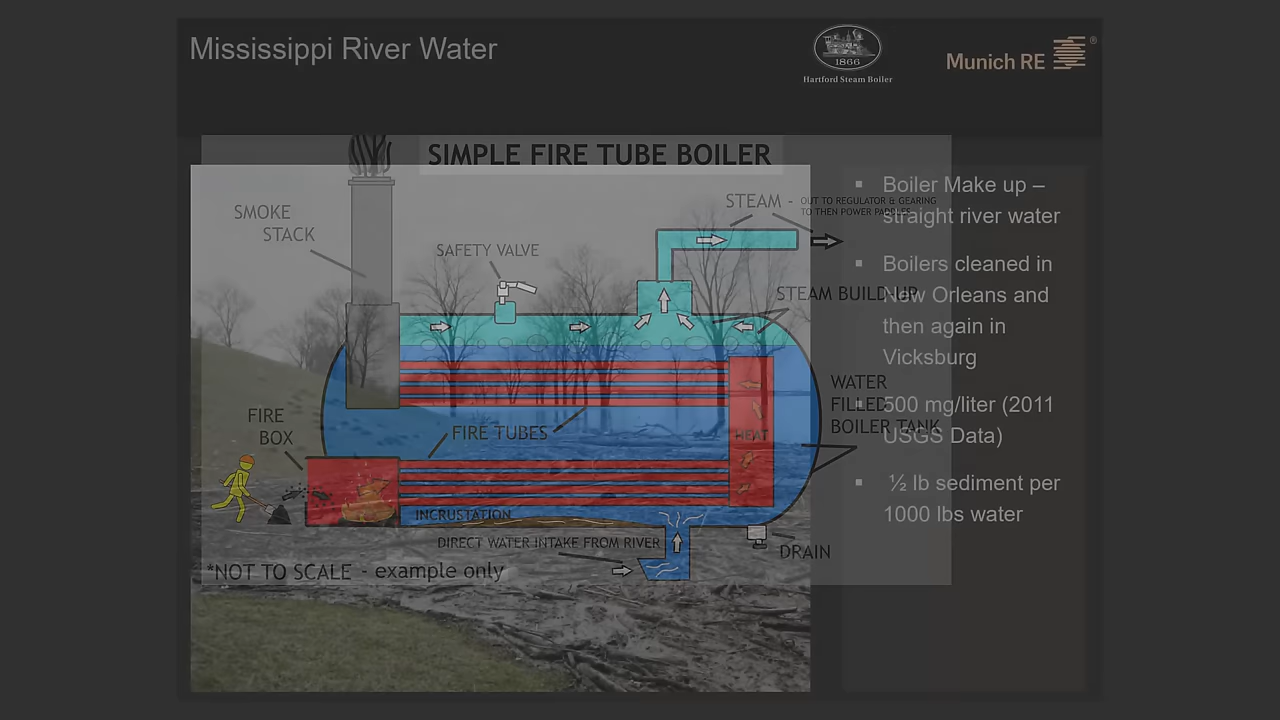 Mississippi River Water
1866
Hartford Steam Boiler
Munich RE
®
SIMPLE FIRE TUBE BOILER
SMOKE
STACK
SAFETY VALVE
STEAM - OUT TO REGULATOR & GEARING
TO THEN POWER PADDLES
STEAM BUILD-UP
WATER
FILLED
BOILER TANK
FIRE
BOX
FIRE TUBES
HEAT
INCRUSTATION
DIRECT WATER INTAKE FROM RIVER
DRAIN
*NOT TO SCALE - example only
▪ Boiler Make up –
straight river water
▪ Boilers cleaned in
New Orleans and
then again in
Vicksburg
▪ 500 mg/liter (2011
USGS Data)
▪ ½ lb sediment per
1000 lbs water